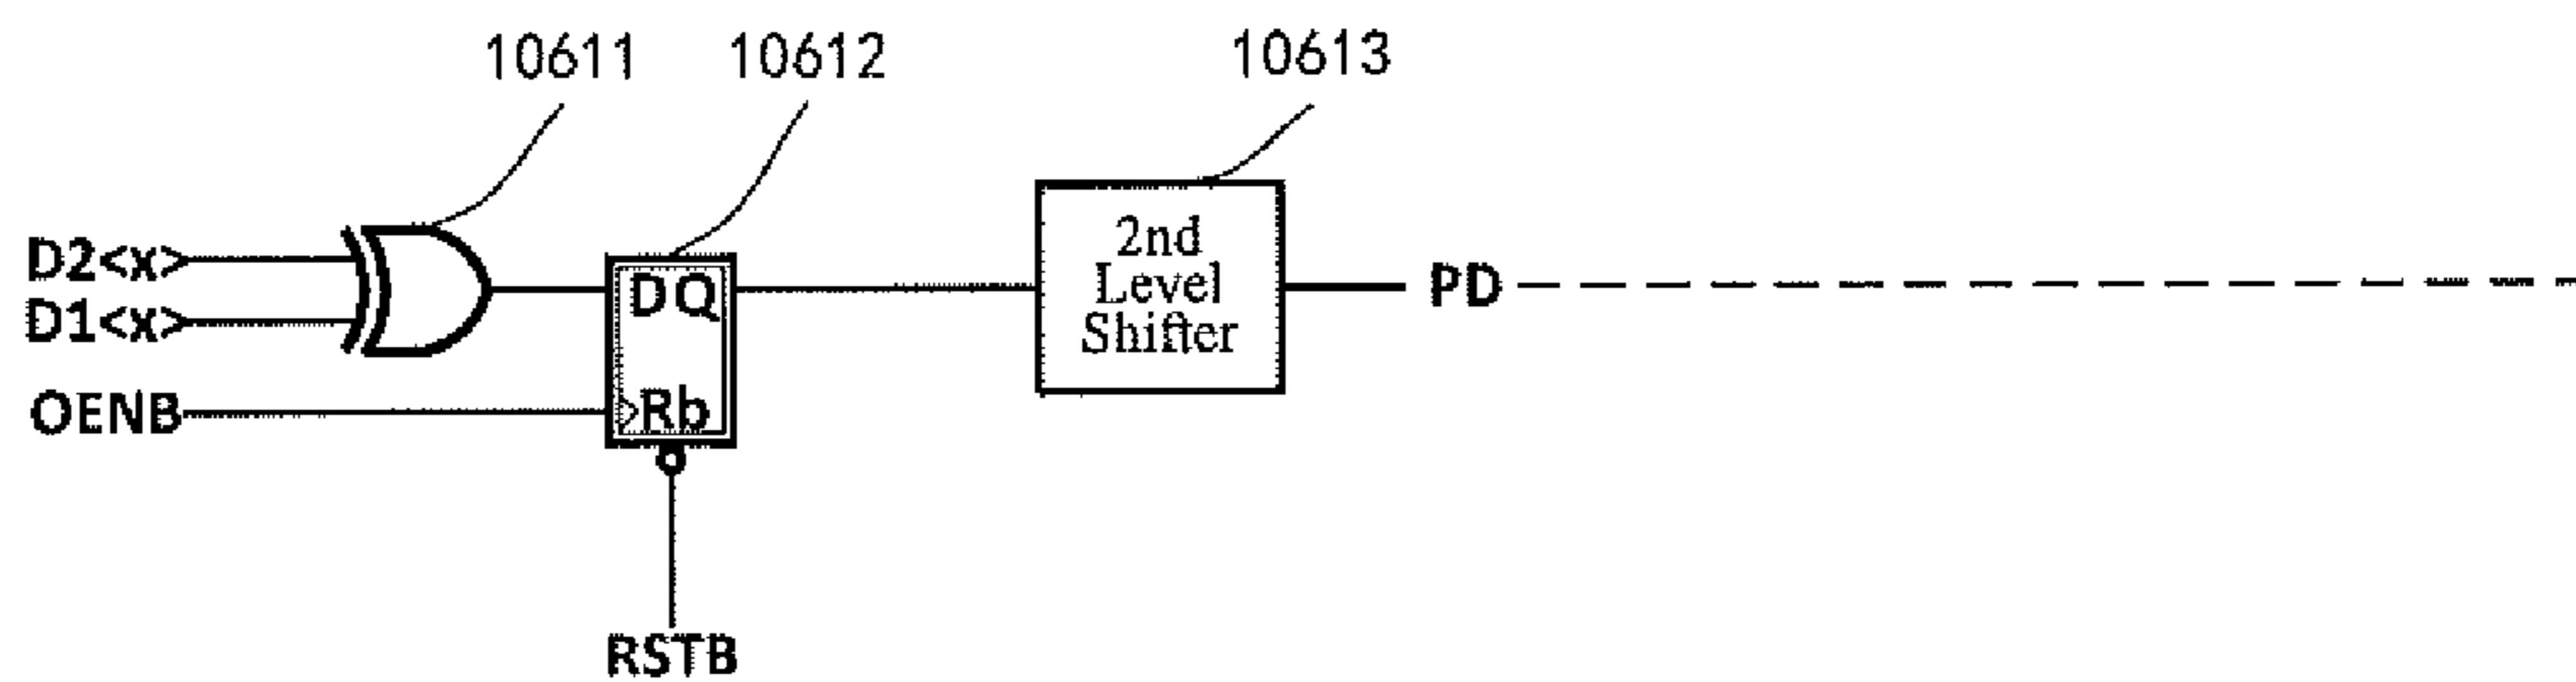 10611 10612 10613
D2<x>
D1<x>
OENB
DQ
Rb
2nd
Level
Shifter
PD
RSTB